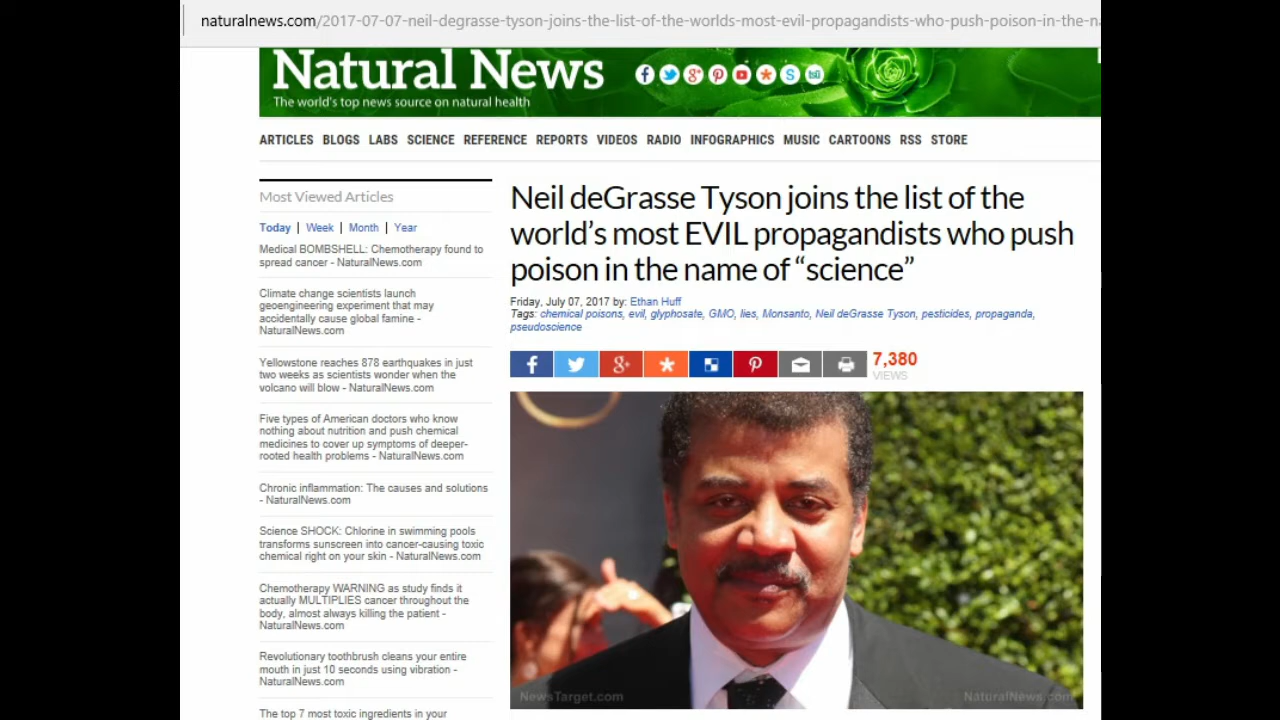 naturalnews.com/2017-07-07-neil-degrasse-tyson-joins-the-list-of-the-worlds-most-evil-propagandists-who-push-poison-in-the-n
Natural News
The world's top news source on natural health
ARTICLES BLOGS LABS SCIENCE REFERENCE REPORTS VIDEOS RADIO INFOGRAPHICS MUSIC CARTOONS RSS STORE
Most Viewed Articles
Today | Week | Month | Year
Medical BOMBSHELL: Chemotherapy found to
spread cancer - NaturalNews.com
Climate change scientists launch
geoengineering experiment that may
accidentally cause global famine -
NaturalNews.com
Yellowstone reaches 878 earthquakes in just
two weeks as scientists wonder when the
volcano will blow - NaturalNews.com
Five types of American doctors who know
nothing about nutrition and push chemical
medicines to cover up symptoms of deeper-
rooted health problems - NaturalNews.com
Chronic inflammation: The causes and solutions
- NaturalNews.com
Science SHOCK: Chlorine in swimming pools
transforms sunscreen into cancer-causing toxic
chemical right on your skin - NaturalNews.com
Chemotherapy WARNING as study finds it
actually MULTIPLIES cancer throughout the
body, almost always killing the patient -
NaturalNews.com
Revolutionary toothbrush cleans your entire
mouth in just 10 seconds using vibration -
NaturalNews.com
The top 7 most toxic ingredients in your
Neil deGrasse Tyson joins the list of the
world's most EVIL propagandists who push
poison in the name of “science”
Friday, July 07, 2017 by: Ethan Huff
Tags: chemical poisons, evil, glyphosate, GMO, lies, Monsanto, Neil deGrasse Tyson, pesticides, propaganda,
pseudoscience
7,380
VIEWS
NewsTarget.com
NaturalNews.com